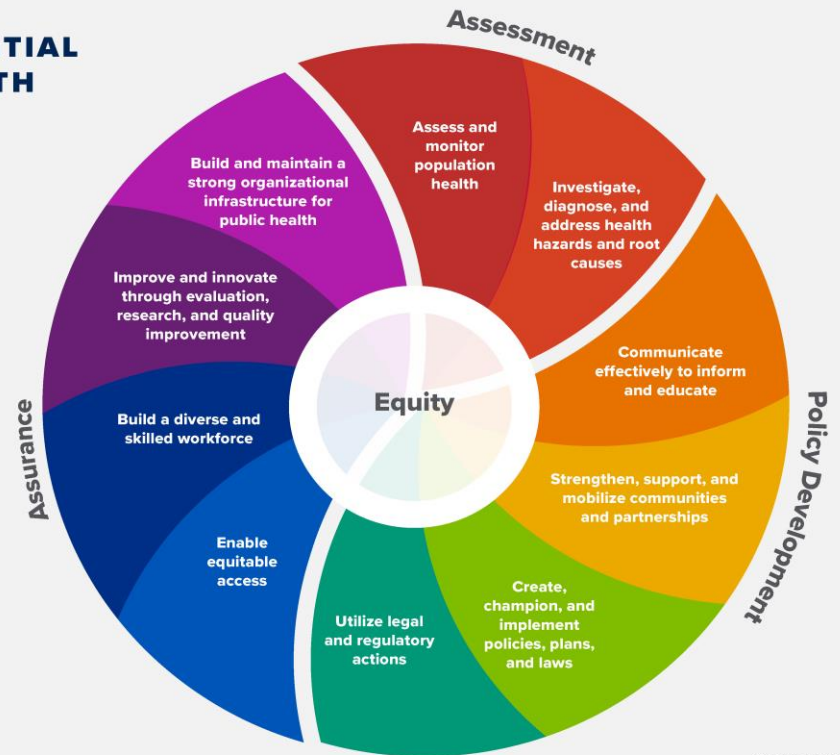 TIAL
TH
Assessment
Assess and
monitor
population
health
Investigate,
diagnose, and
address health
hazards and root
causes
Policy Development
Communicate
effectively to inform
and educate
Strengthen, support, and
mobilize communities
and partnerships
Create,
champion, and
implement
policies, plans,
and laws
Utilize legal
and regulatory
actions
Assurance
Enable
equitable
access
Build a diverse and
skilled workforce
Improve and innovate
through evaluation,
research, and quality
improvement
Build and maintain a
strong organizational
infrastructure for
public health
Equity